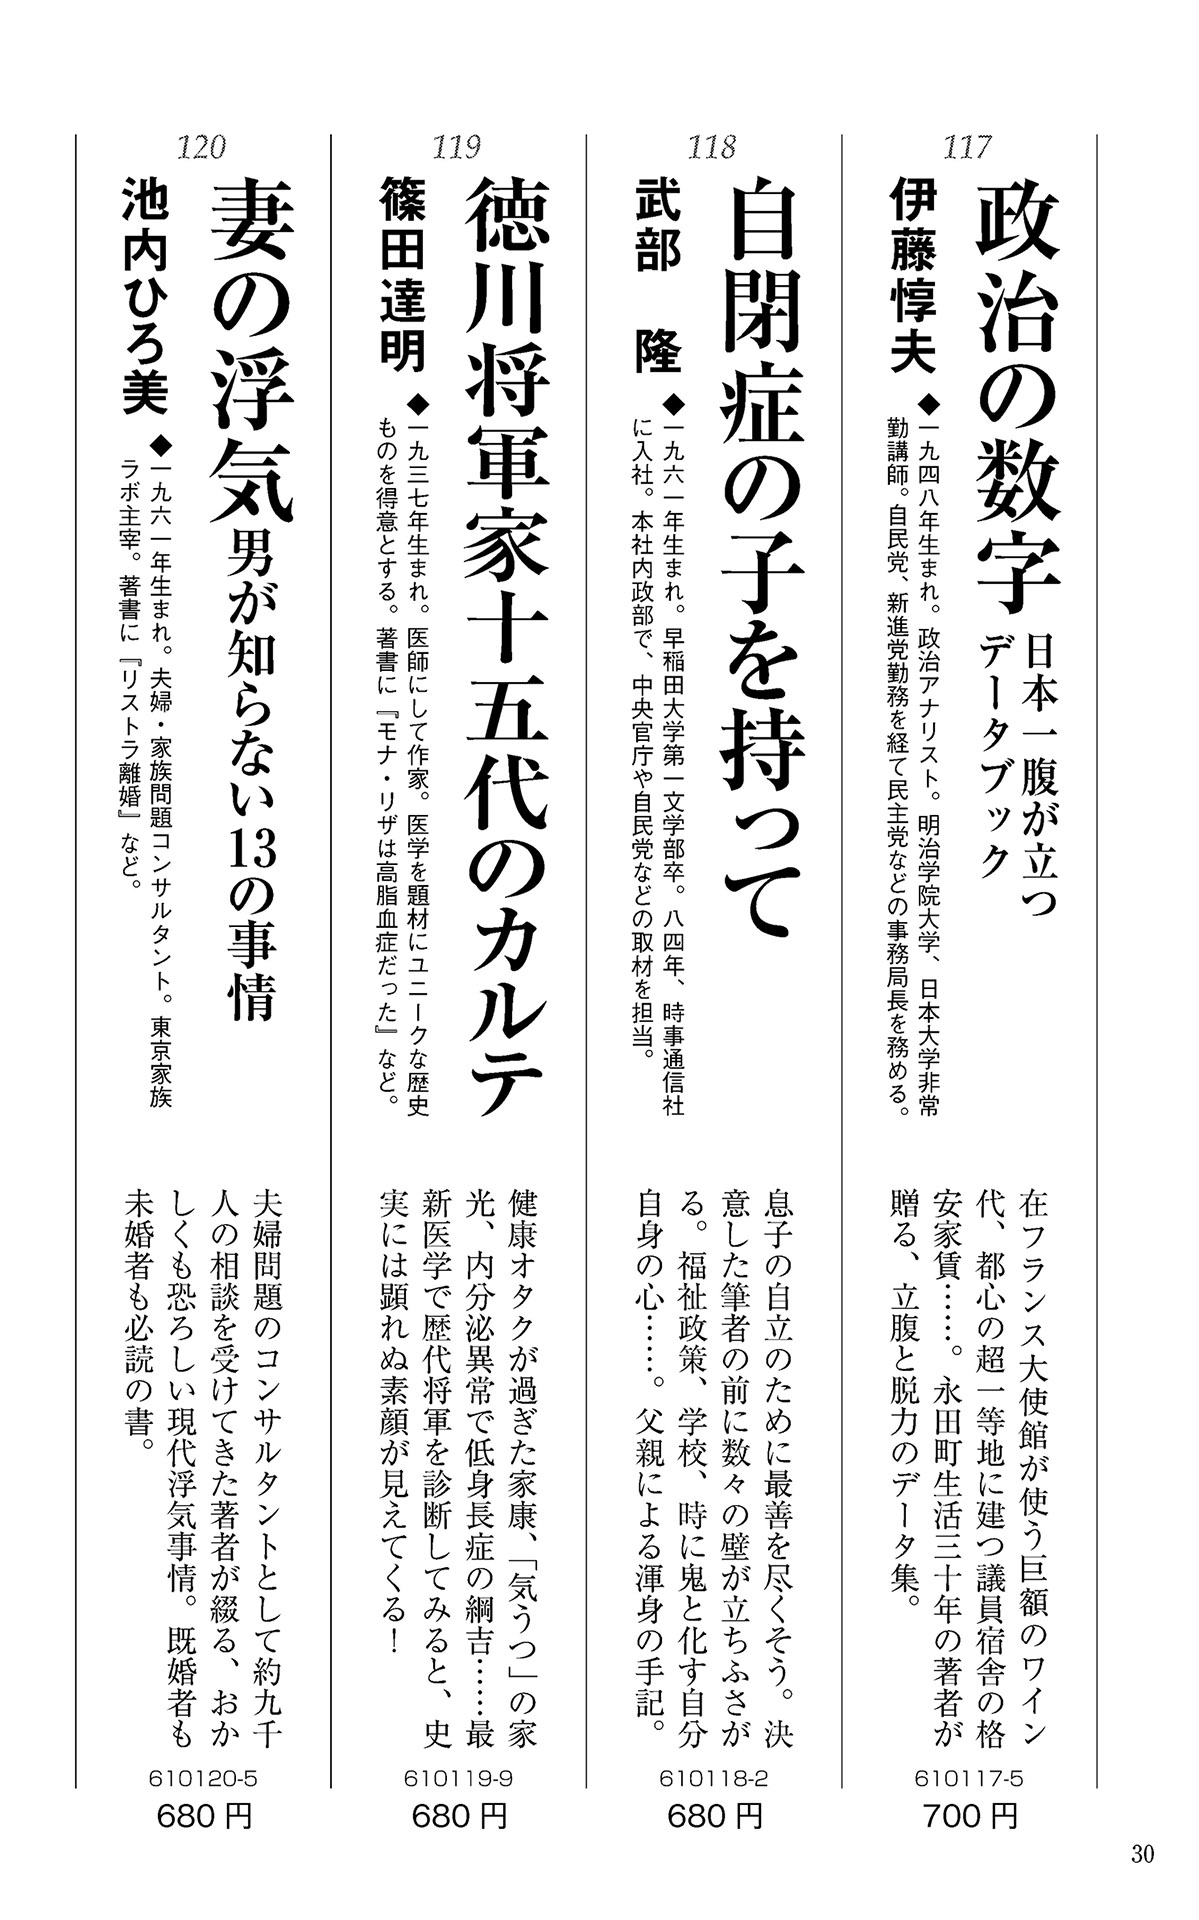 117
政治の数字
日本一腹が立つ
データブック
伊藤惇夫
◆一九四八年生まれ。政治アナリスト。明治学院大学、日本大学非常
勤講師。自民党、新進党勤務を経て民主党などの事務局長を務める。
在フランス大使館が使う巨額のワイン
代、都心の超一等地に建つ議員宿舎の格
安家賃……。永田町生活三十年の著者が
贈る、立腹と脱力のデータ集。
610117-5
700円
118
自閉症の子を持って
武部 隆
◆一九六一年生まれ。早稲田大学第一文学部卒。八四年、時事通信社
に入社。本社内政部で、中央官庁や自民党などの取材を担当。
息子の自立のために最善を尽くそう。決
意した筆者の前に数々の壁が立ちふさが
る。福祉政策、学校、時に鬼と化す自分
自身の心……。父親による渾身の手記。
610118-2
680円
119
徳川将軍家十五代のカルテ
篠田達明
◆一九三七年生まれ。医師にして作家。医学を題材にユニークな歴史
ものを得意とする。著書に『モナ・リザは高脂血症だった』など。
健康オタクが過ぎた家康、「気うつ」の家
光、内分泌異常で低身長症の綱吉……最
新医学で歴代将軍を診断してみると、史
実には顕れぬ素顔が見えてくる！
610119-9
680円
120
妻の浮気 男が知らない13の事情
池内ひろ美
◆一九六一年生まれ。夫婦・家族問題コンサルタント。東京家族
ラボ主宰。著書に『リストラ離婚』など。
夫婦問題のコンサルタントとして約九千
人の相談を受けてきた著者が綴る、おか
しくも恐ろしい現代浮気事情。既婚者も
未婚者も必読の書。
610120-5
680円
30